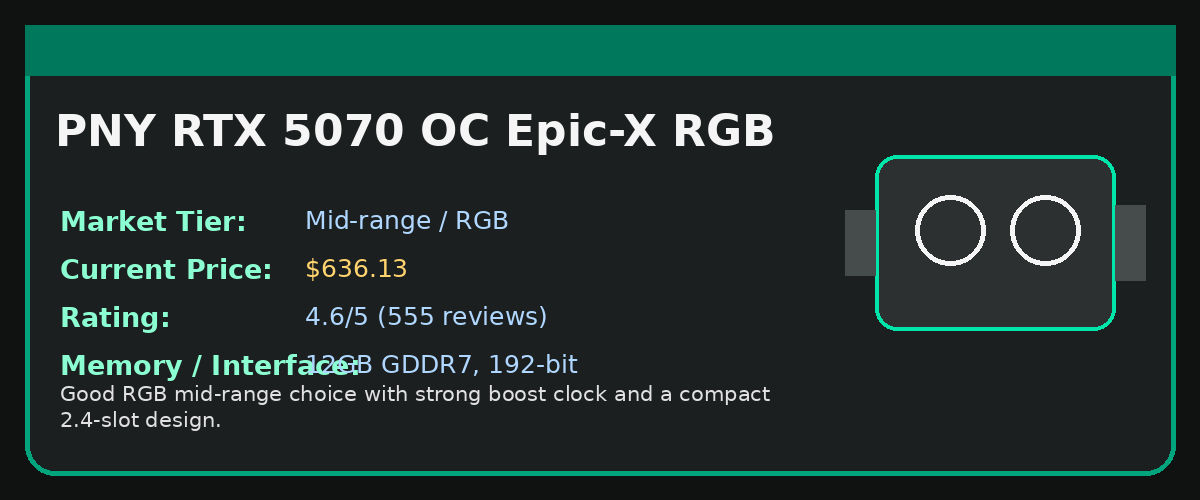 PNY RTX 5070 OC Epic-X RGB
Market Tier: Mid-range / RGB
Current Price: $636.13
Rating: 4.6/5 (555 reviews)
Memory / Interface: 12GB GDDR7, 192-bit
Good RGB mid-range choice with strong boost clock and a compact
2.4-slot design.